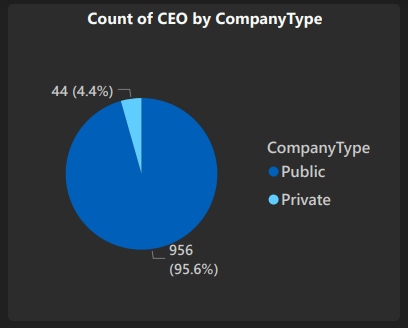 Count of CEO by CompanyType
44 (4.4%)
CompanyType
Public
Private
956
(95.6%)